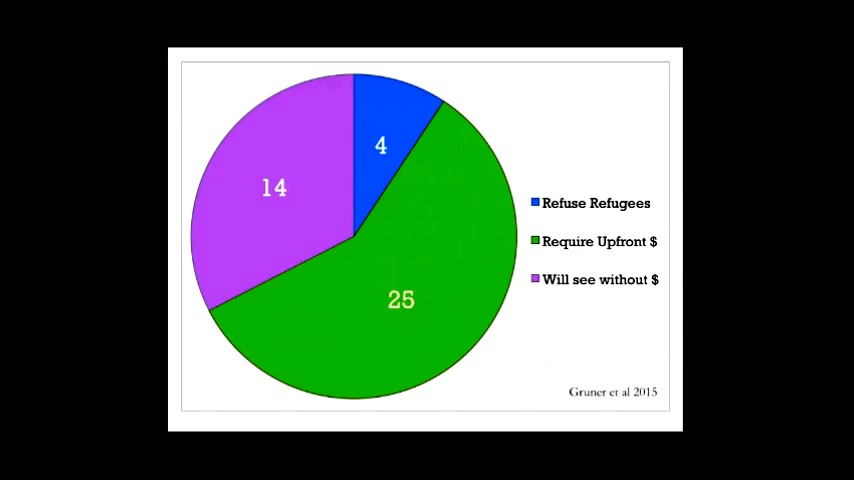 4
14
Refuse Refugees
Require Upfront $
Will see without $
25
Gruner et al 2015